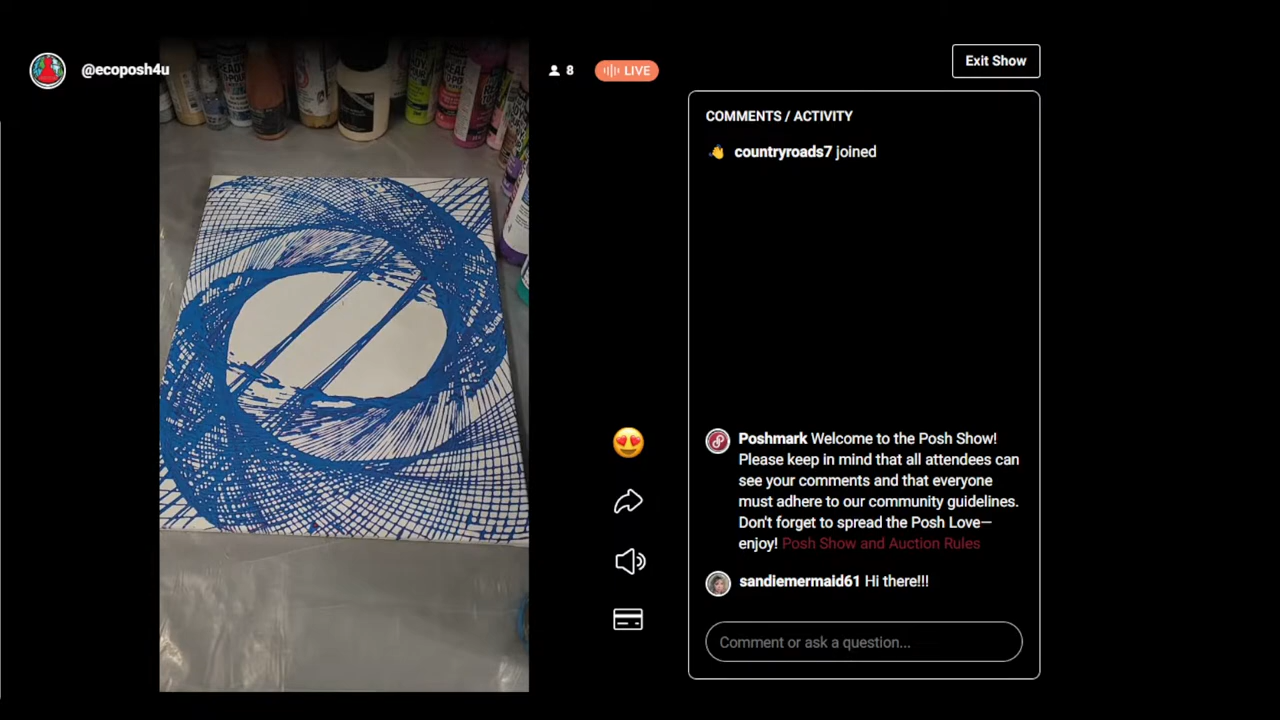 @ecoposh4u
8
LIVE
Exit Show
COMMENTS / ACTIVITY
countryroads7 joined
Poshmark Welcome to the Posh Show!
Please keep in mind that all attendees can
see your comments and that everyone
must adhere to our community guidelines.
Don't forget to spread the Posh Love—
enjoy! Posh Show and Auction Rules
sandiemermaid61 Hi there!!!
Comment or ask a question...